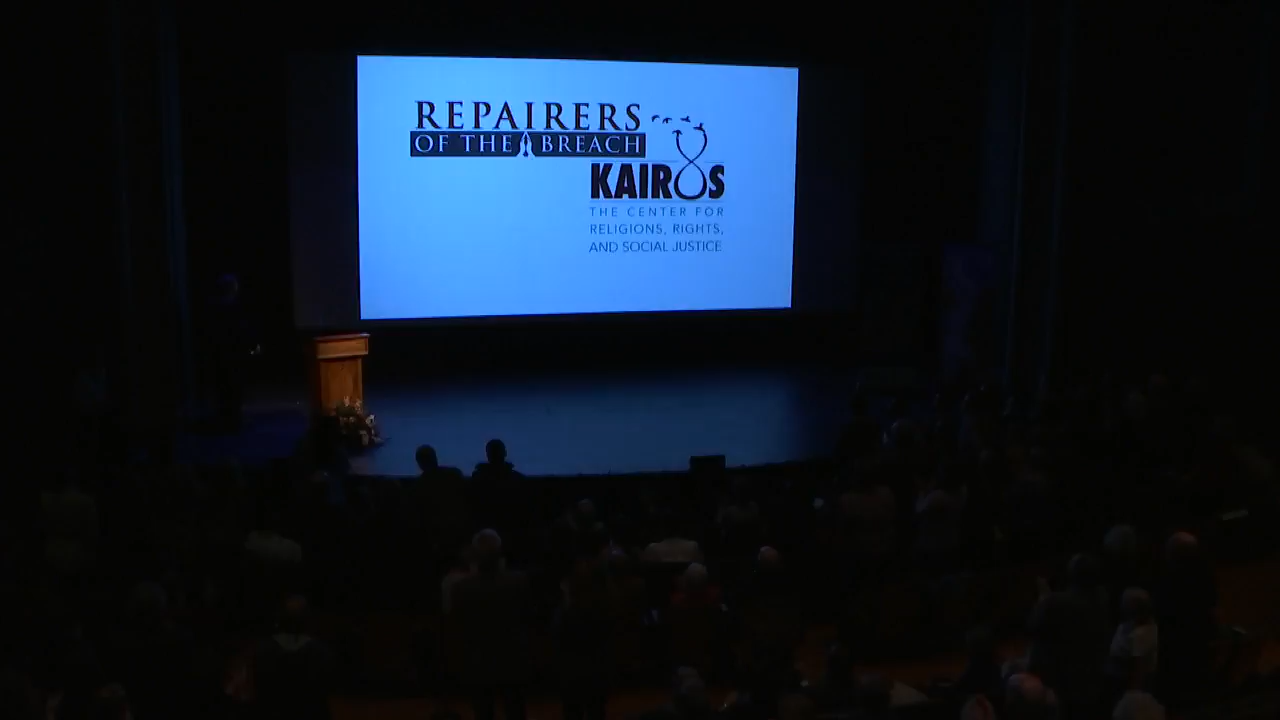 REPAIRERS
OF THE BREACH
KAIROS
THE CENTER FOR
RELIGIONS, RIGHTS,
AND SOCIAL JUSTICE